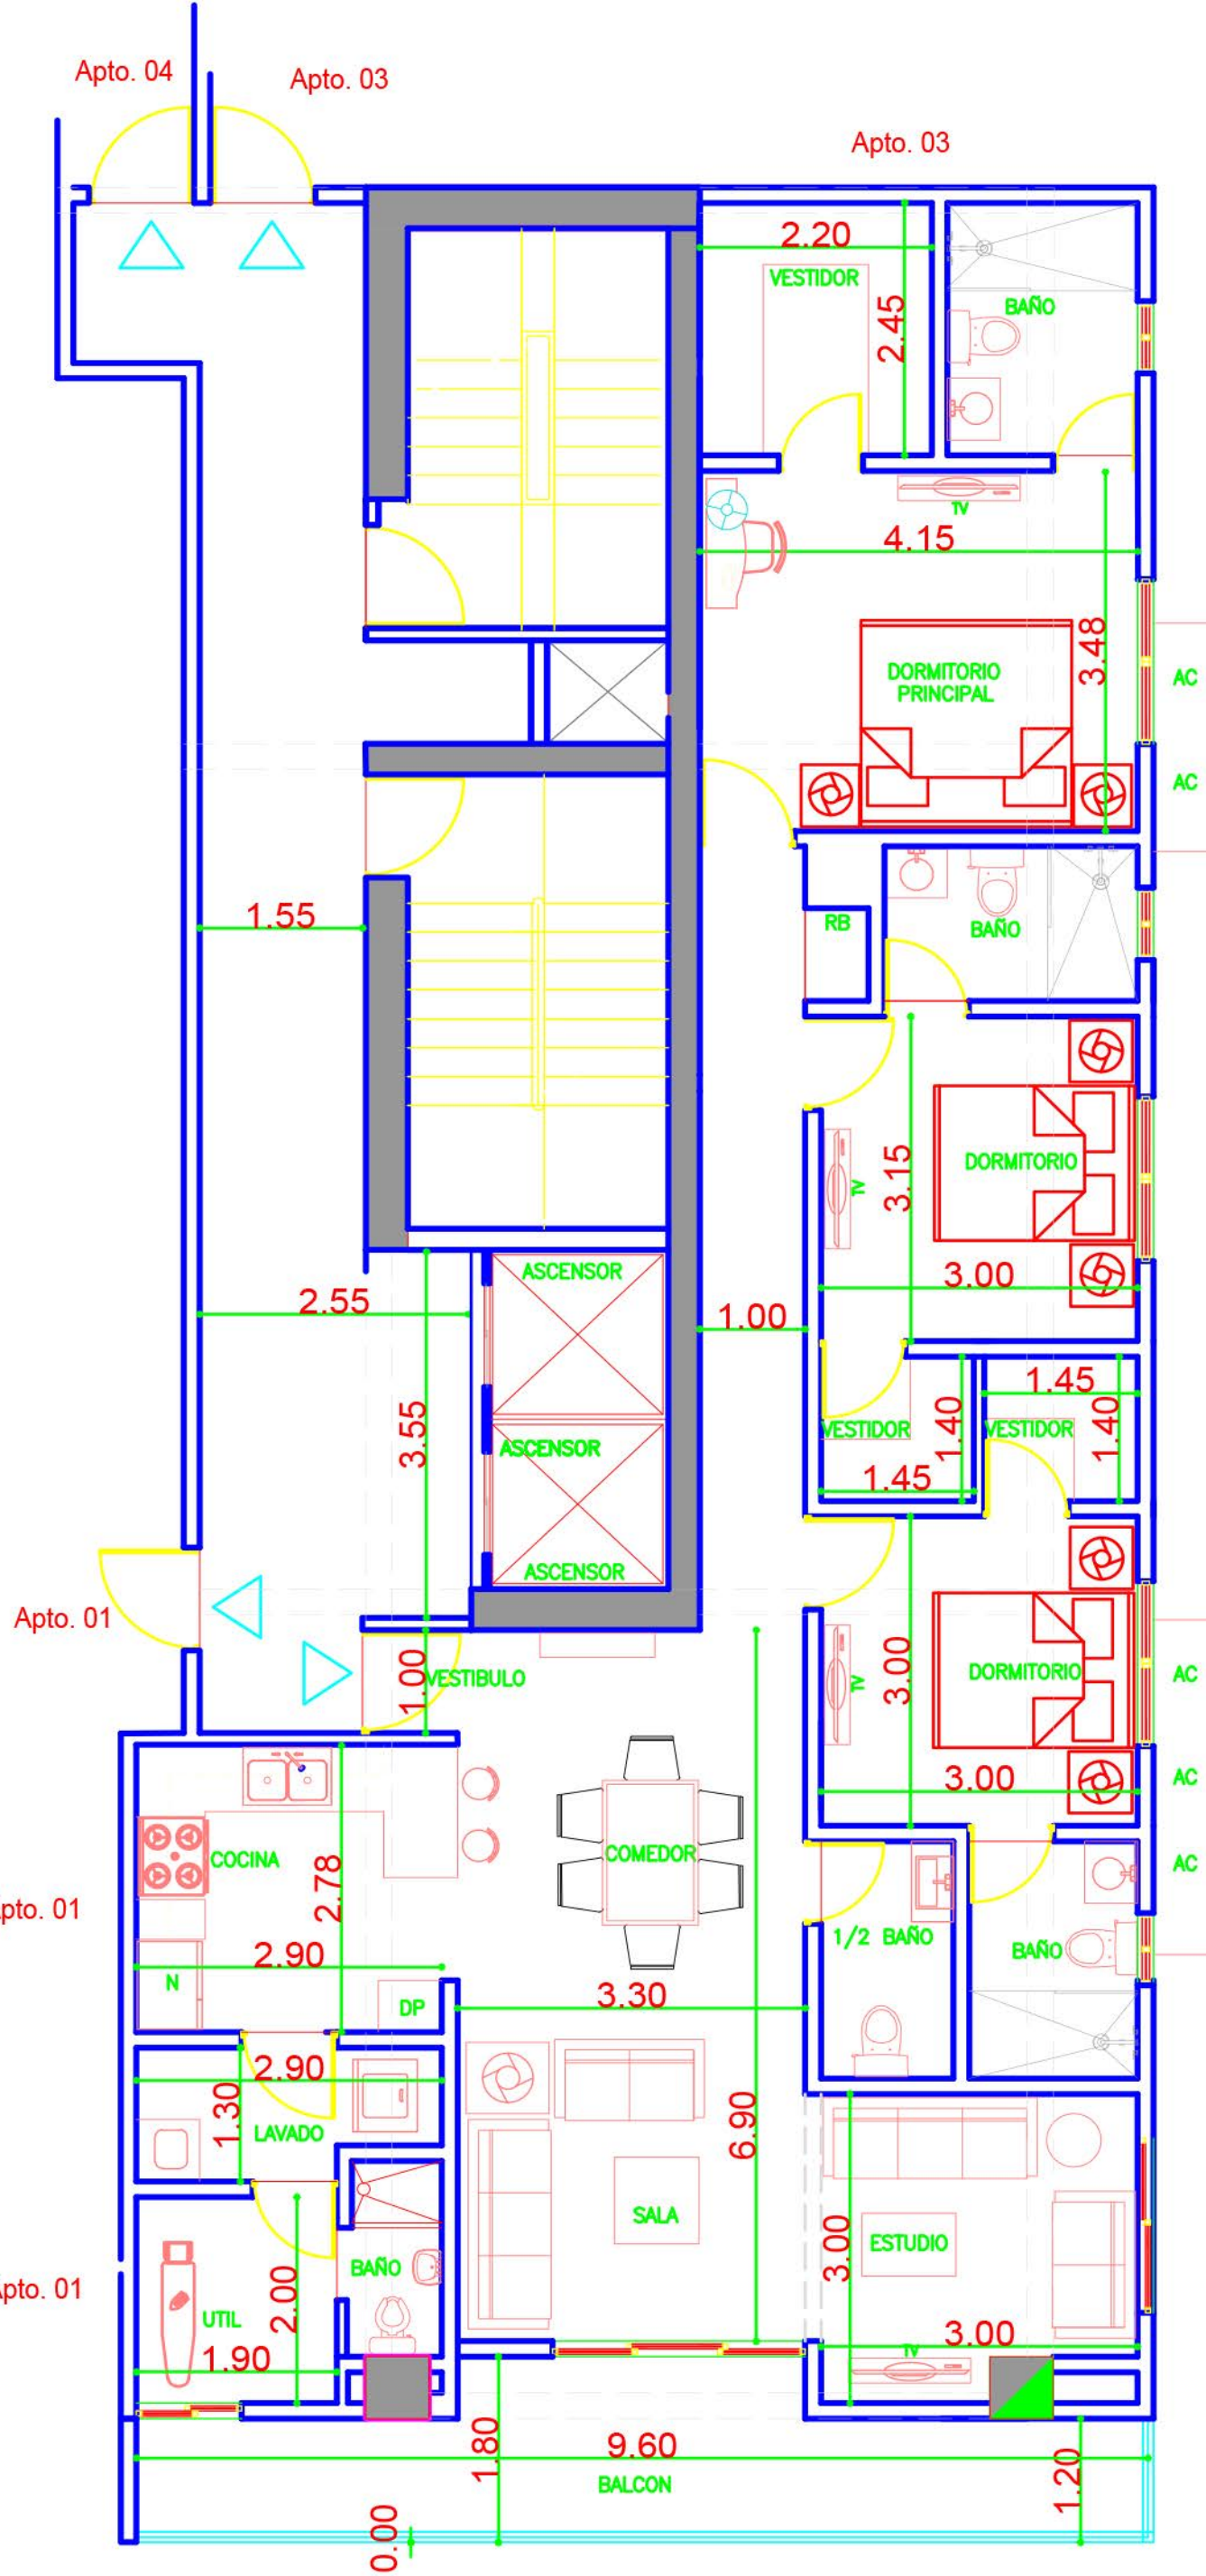 Apto. 04
Apto. 03
Apto. 03
2.20
VESTIDOR
2.45
BAÑO
TV
4.15
3.48
DORMITORIO
PRINCIPAL
AC
AC
1.55
RB
BAÑO
3.15
TV
DORMITORIO
3.00
ASCENSOR
2.55
1.00
3.55
ASCENSOR
ASCENSOR
1.45
VESTIDOR
1.40
VESTIDOR
1.40
1.45
Apto. 01
1.00
VESTIBULO
3.00
TV
DORMITORIO
3.00
AC
AC
AC
COCINA
2.78
COMEDOR
pto. 01
2.90
N
DP
3.30
1/2 BAÑO
BAÑO
2.90
1.30
LAVADO
6.90
SALA
ESTUDIO
3.00
BAÑO
pto. 01
UTIL
2.00
1.90
3.00
TV
1.80
9.60
BALCON
1.20
0.00